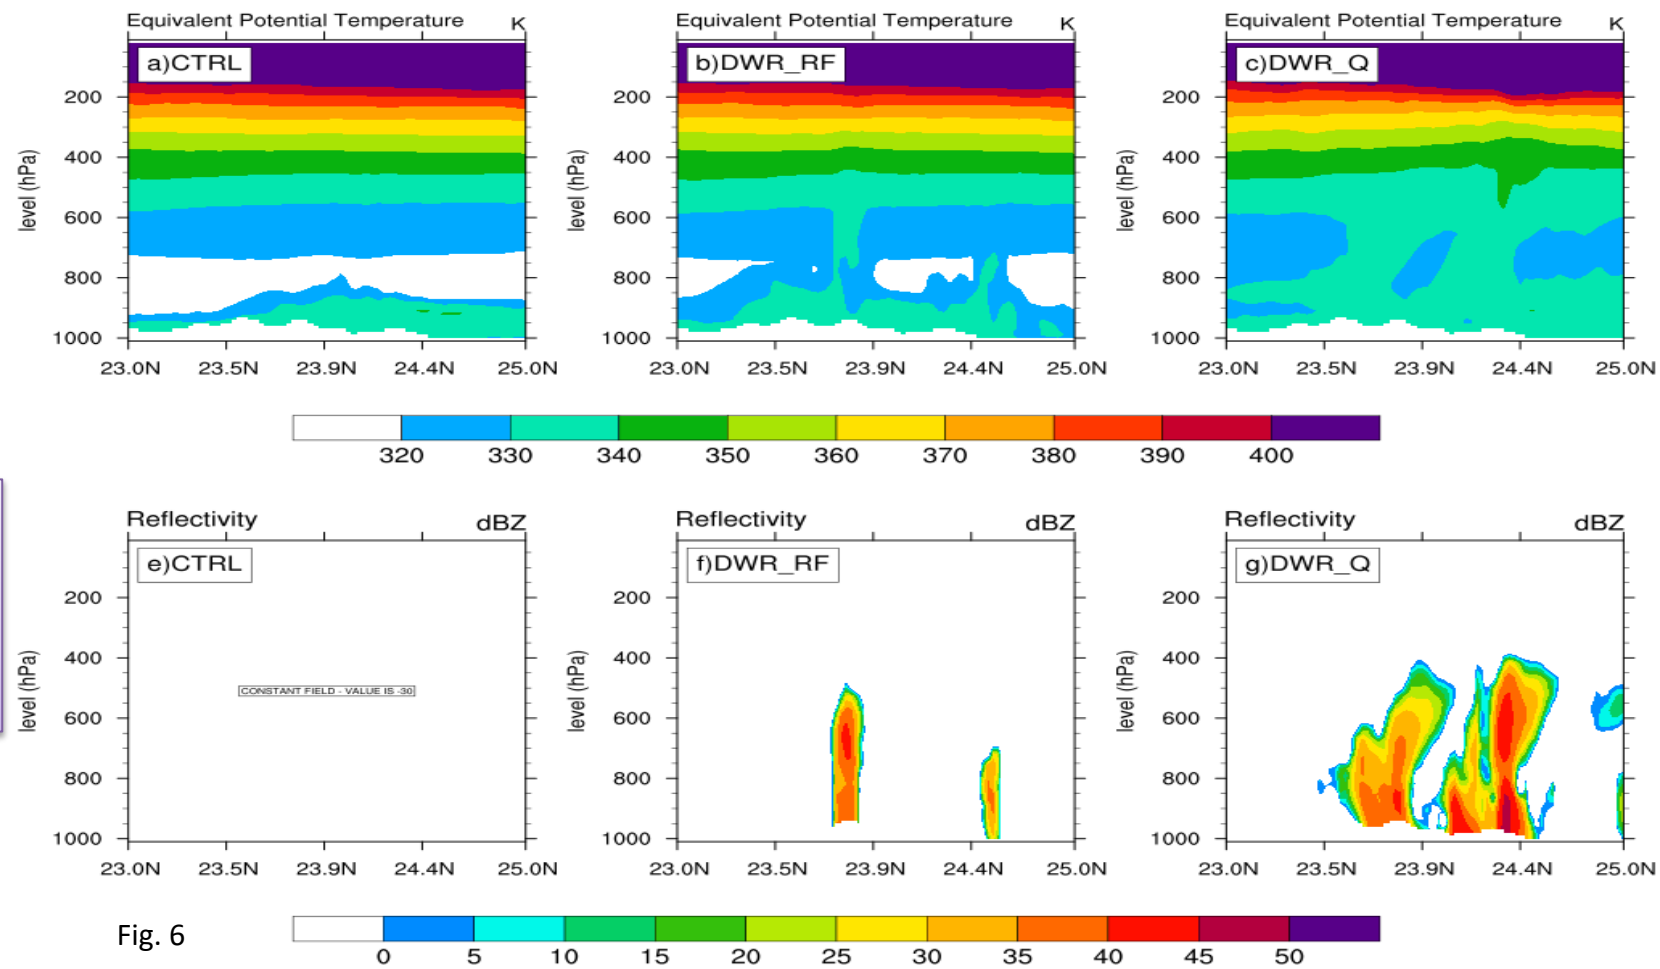 Equivalent Potential Temperature K
a)CTRL
200
400
600
800
1000
level (hPa)
23.0N 23.5N 23.9N 24.4N 25.0N
Equivalent Potential Temperature K
b)DWR_RF
200
400
600
800
1000
level (hPa)
23.0N 23.5N 23.9N 24.4N 25.0N
Equivalent Potential Temperature K
c)DWR_Q
200
400
600
800
1000
level (hPa)
23.0N 23.5N 23.9N 24.4N 25.0N
320 330 340 350 360 370 380 390 400
Reflectivity dBZ
e)CTRL
200
400
600
800
1000
level (hPa)
CONSTANT FIELD - VALUE IS -30
23.0N 23.5N 23.9N 24.4N 25.0N
Reflectivity dBZ
f)DWR_RF
200
400
600
800
1000
level (hPa)
23.0N 23.5N 23.9N 24.4N 25.0N
Reflectivity dBZ
g)DWR_Q
200
400
600
800
1000
level (hPa)
23.0N 23.5N 23.9N 24.4N 25.0N
Fig. 6
0 5 10 15 20 25 30 35 40 45 50